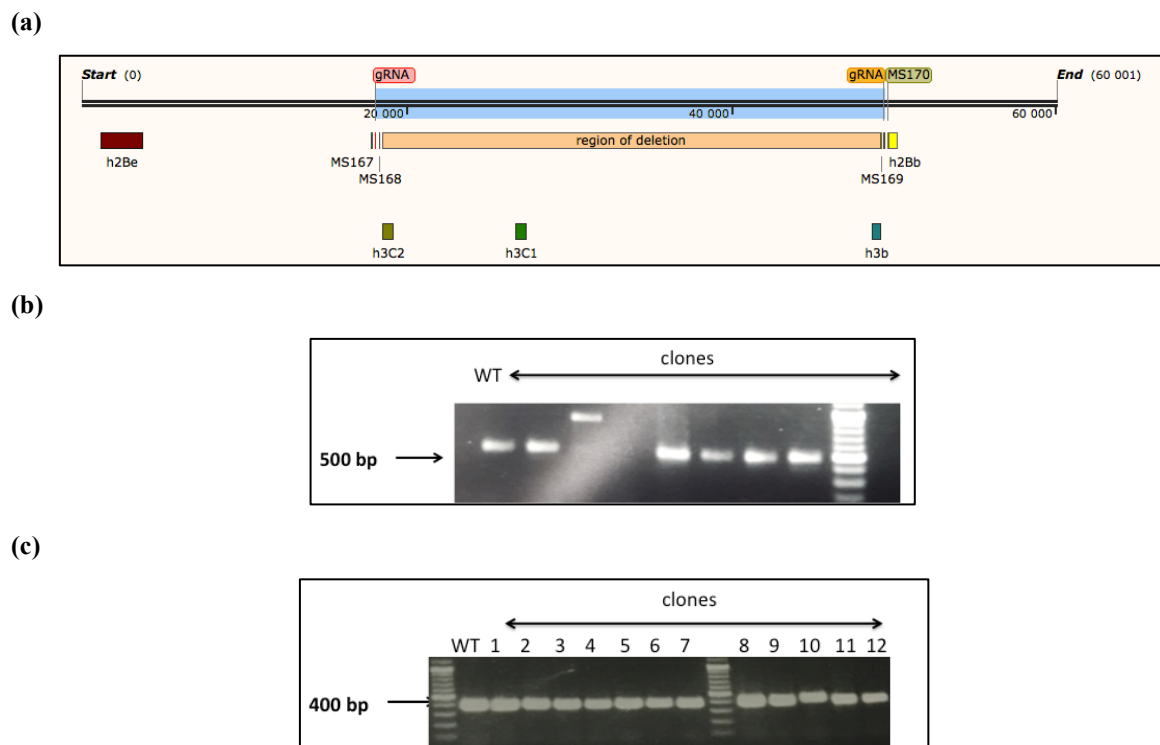 (a)
Start (0) gRNA gRNA MS170 End (60 001)
20 000 40 000 60 000
region of deletion
h2Be MS167 h2Bb
MS168 MS169
h3C2 h3C1 h3b
(b)
clones
WT
500 bp
(c)
clones
WT 1 2 3 4 5 6 7 8 9 10 11 12
400 bp